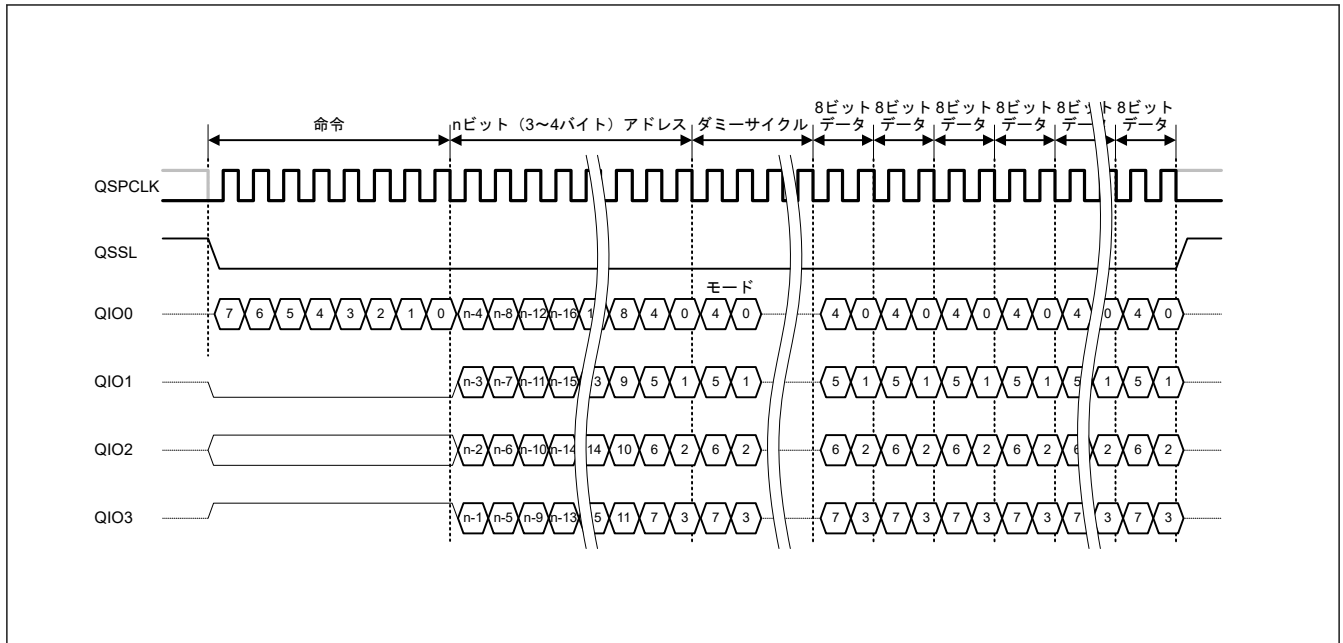 8ビット 8ビット 8ビット 8ビット 8ビット 8ビット
命令 nビット（3～4バイト）アドレス ダミーサイクル データ データ データ データ データ データ
QSPCLK
QSSL
モード
QIO0 7 6 5 4 3 2 1 0 n-4 n-8 n-12 n-16 8 4 0 4 0 4 0 4 0 4 0 4 0 4 0 4 0
QIO1 n-3 n-7 n-11 n-15 9 5 1 5 1 5 1 5 1 5 1 5 1 5 1 5 1
QIO2 n-2 n-6 n-10 n-14 14 10 6 2 6 2 6 2 6 2 6 2 6 2 6 2 6 2
QIO3 n-1 n-5 n-9 n-13 11 7 3 7 3 7 3 7 3 7 3 7 3 7 3 7 3